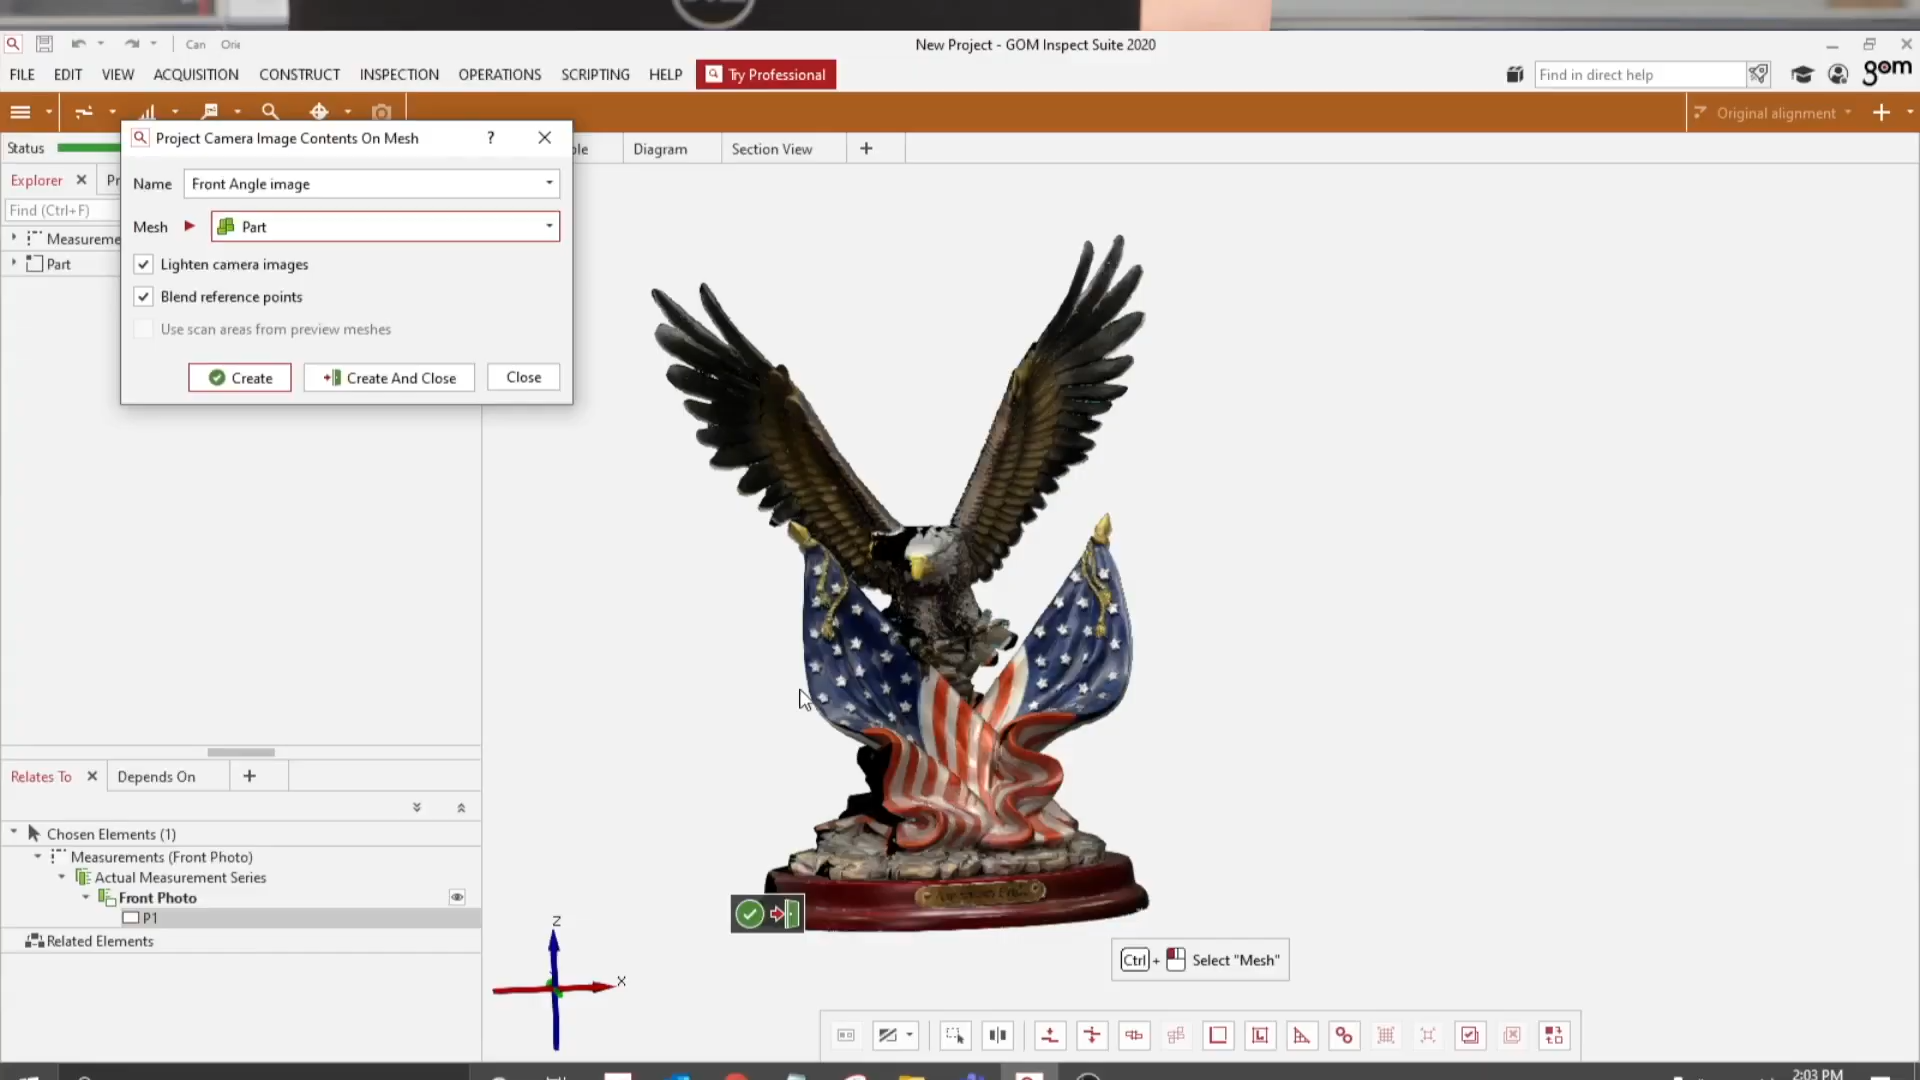 New Project - GOM Inspect Suite 2020
Can
FILE EDIT VIEW ACQUISITION CONSTRUCT INSPECTION OPERATIONS SCRIPTING HELP Try Professional
Find in direct help
gom
Original alignment
Project Camera Image Contents On Mesh ? 
Status
Diagram
Section View
+
Explorer
Find (Ctrl+F)
Name Front Angle image
Mesh Part
Measureme
Part
Lighten camera images
Blend reference points
Use scan areas from preview meshes
Create Create And Close Close
Relates To Depends On +
Chosen Elements (1)
Measurements (Front Photo)
Actual Measurement Series
Front Photo
P1
Related Elements
Z
X
Ctrl + Select "Mesh"
2:03 PM